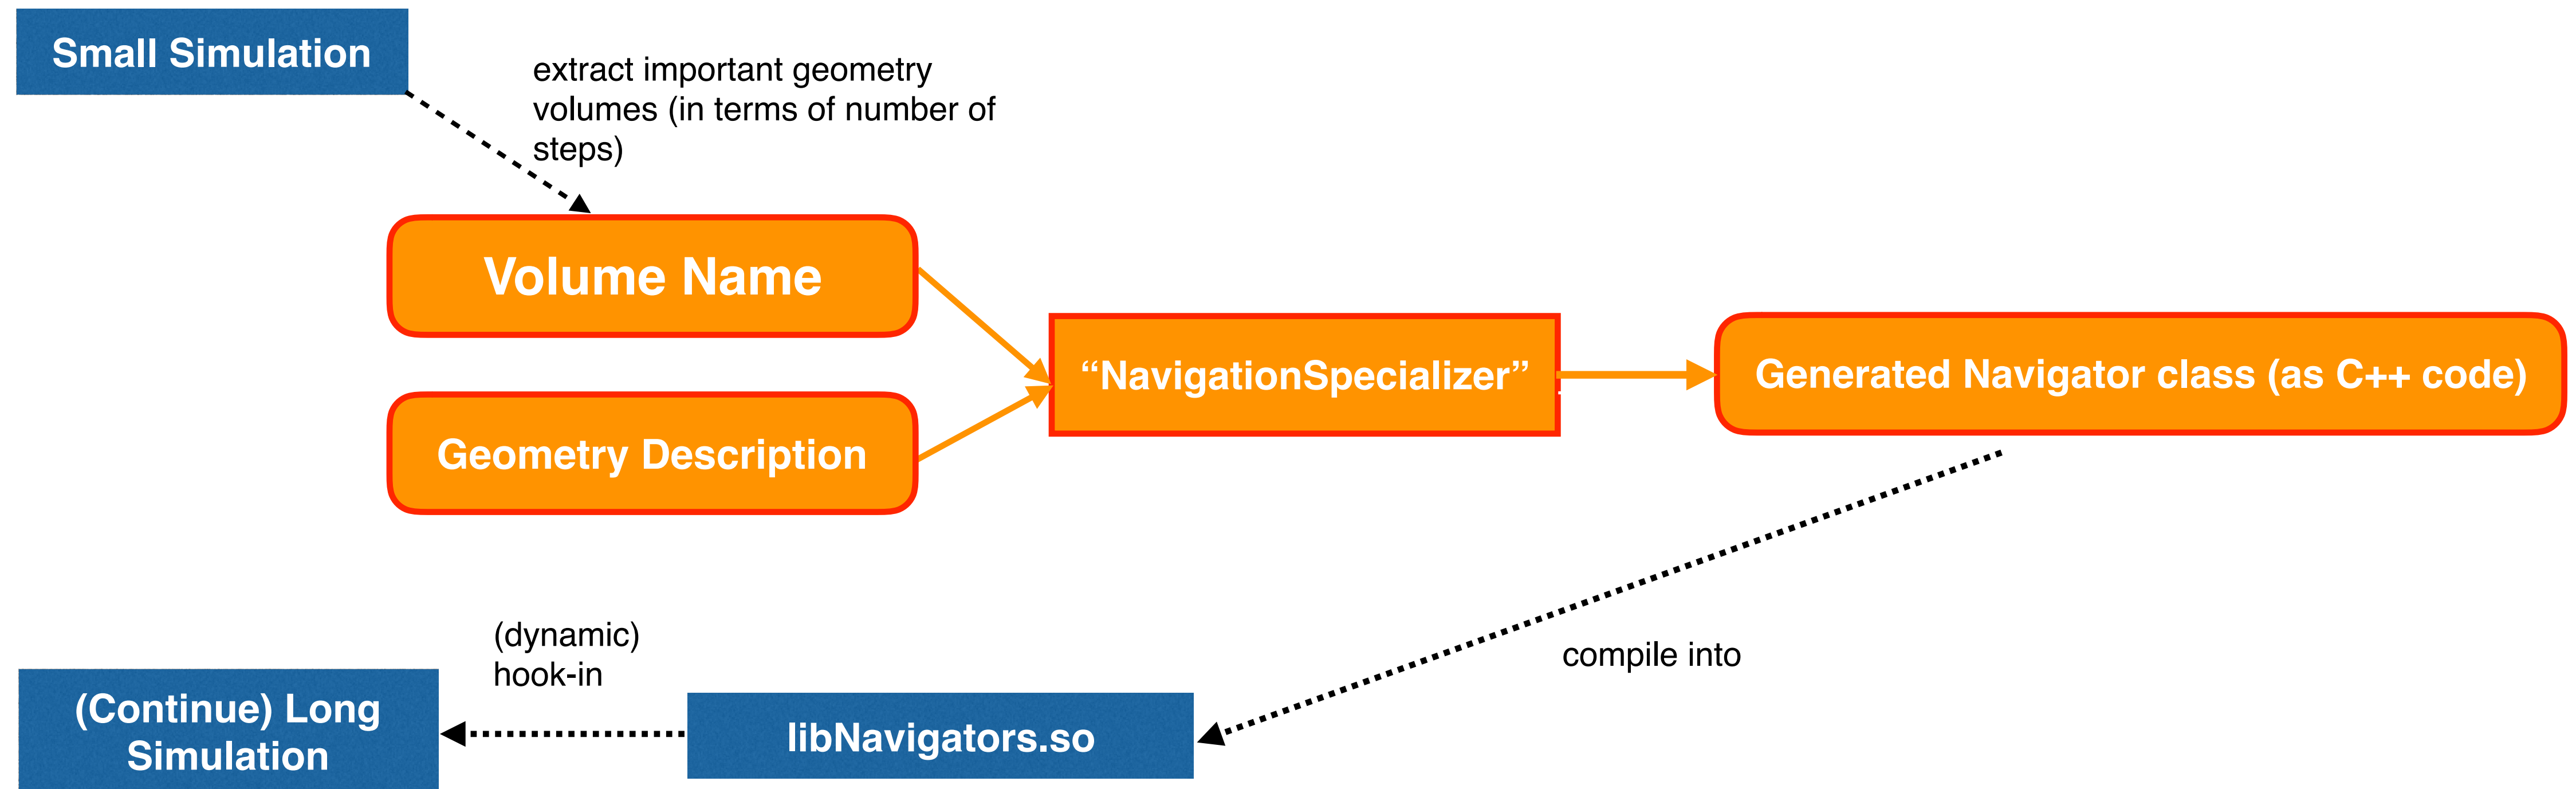 Small Simulation
extract important geometry
volumes (in terms of number of
steps)
Volume Name
Geometry Description
“NavigationSpecializer”
Generated Navigator class (as C++ code)
compile into
(dynamic)
hook-in
libNavigators.so
(Continue) Long
Simulation